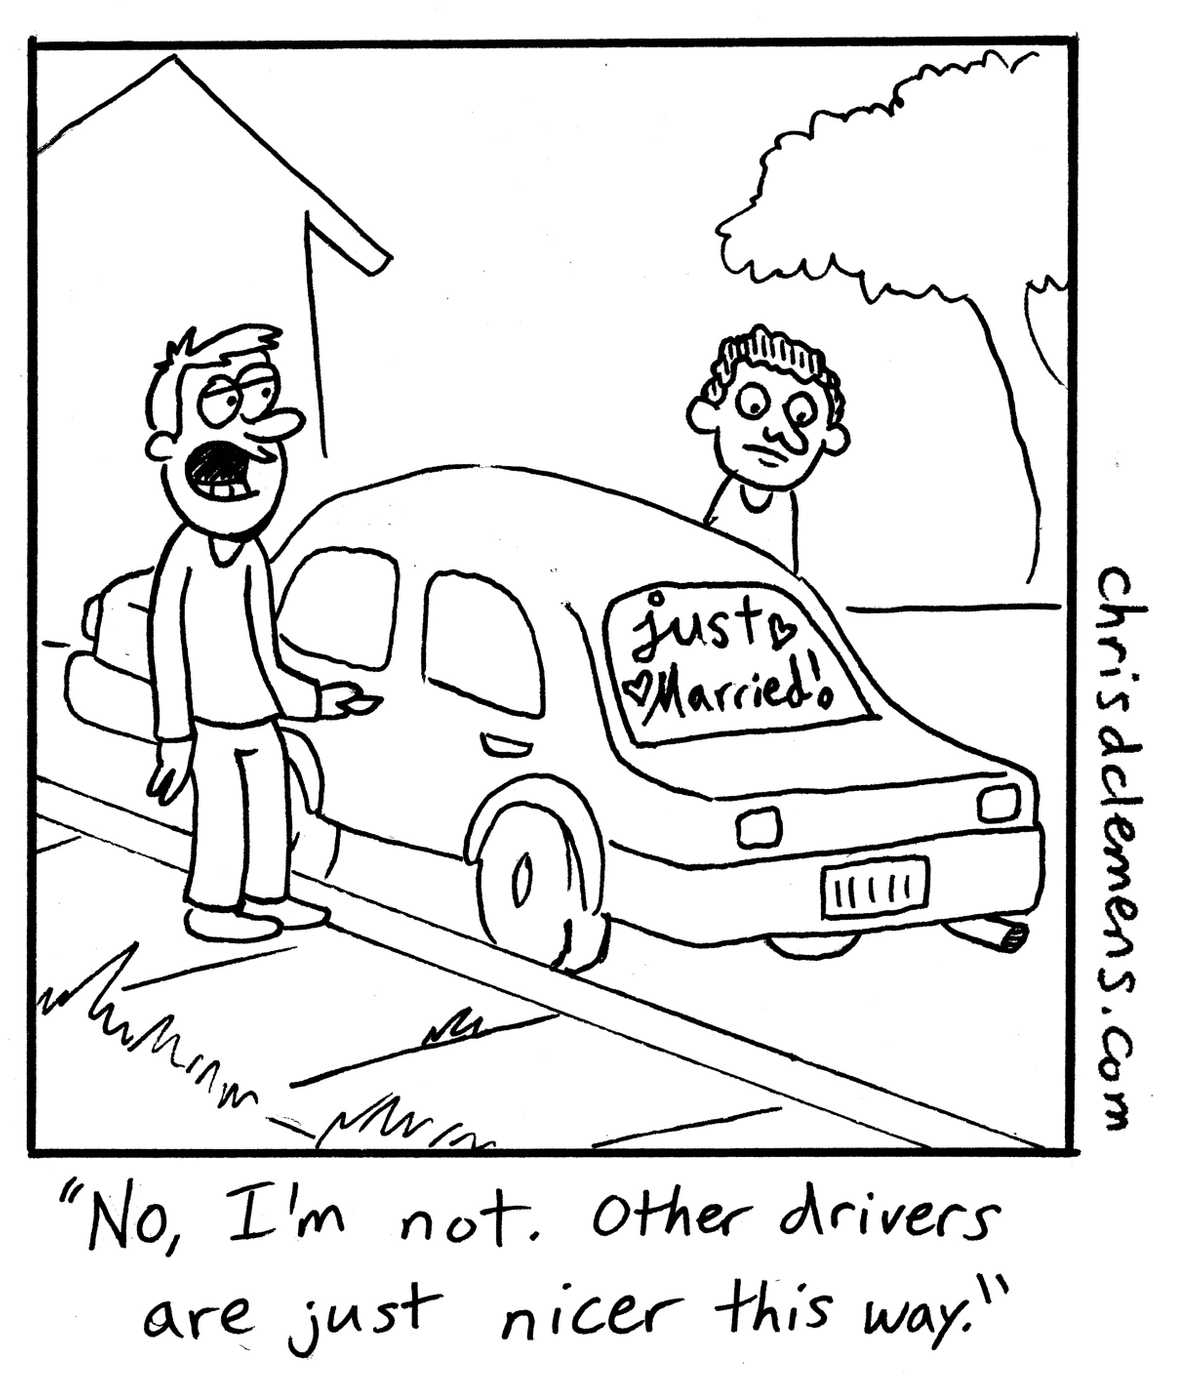 just♡
♡Married!
chrisdclemens.com
"No, I'm not. Other drivers
are just nicer this way."